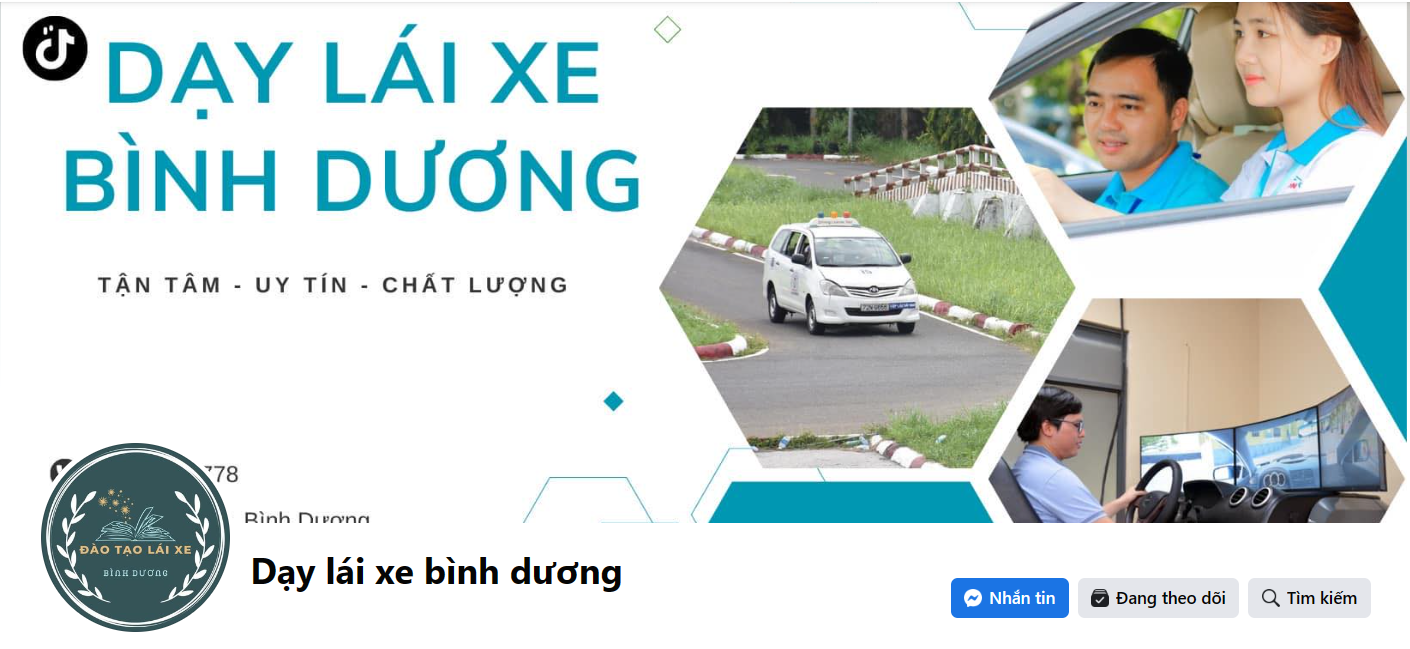 DẠY LÁI XE
BÌNH DƯƠNG
TẬN TÂM - UY TÍN - CHẤT LƯỢNG
778
Bình Dương
ĐÀO TẠO LÁI XE
BÌNH DƯƠNG
Dạy lái xe bình dương
Nhắn tin
Đang theo dõi
Tìm kiếm